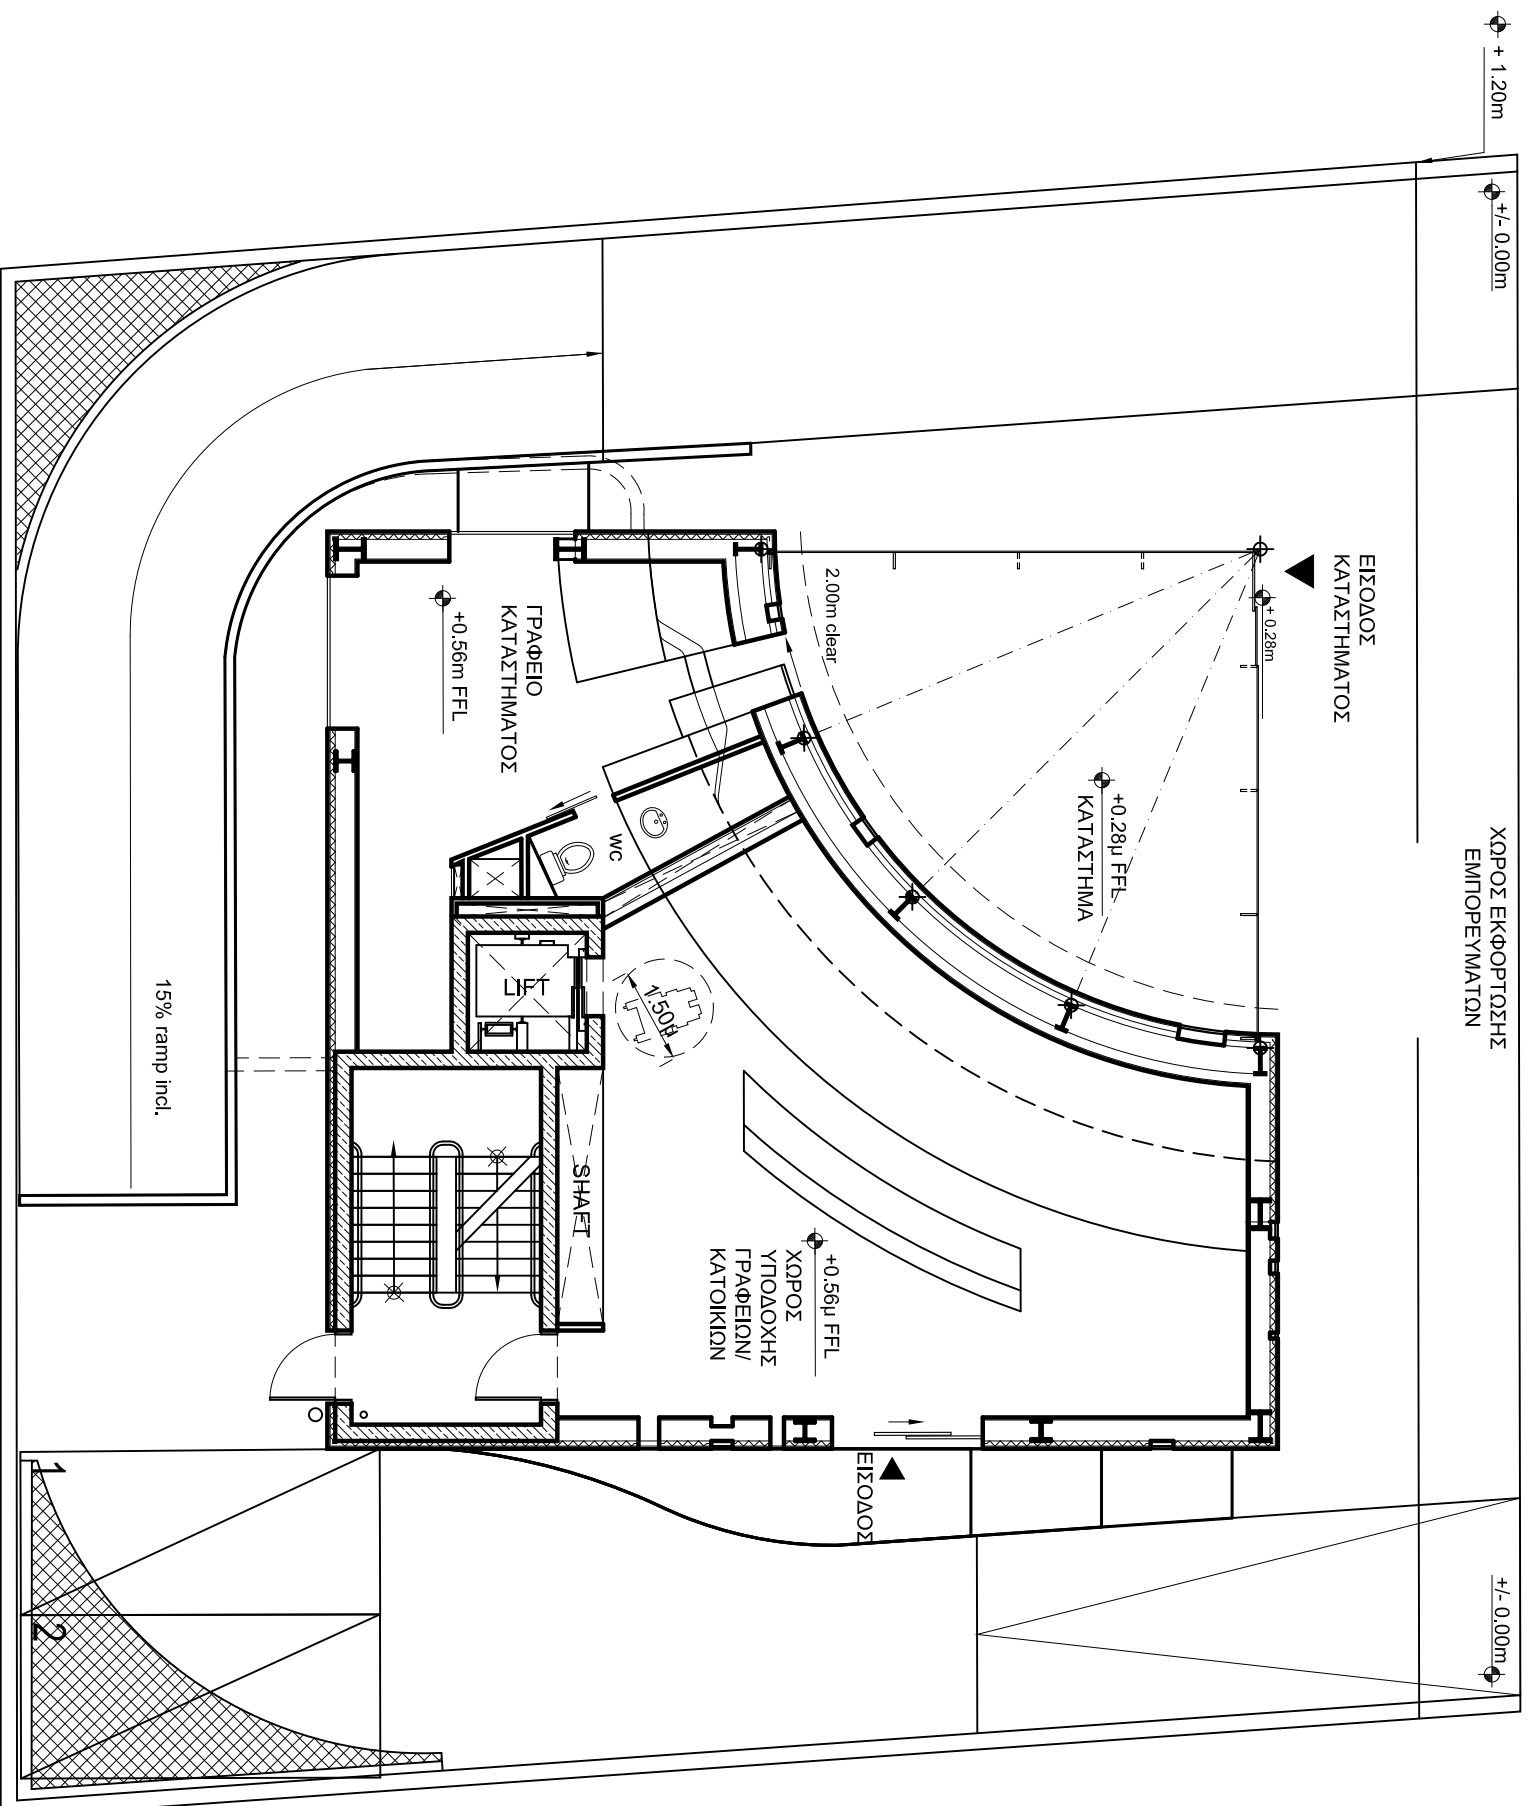 + 1.20m
+/- 0.00m
ΧΩΡΟΣ ΕΚΦΟΡΤΩΣΗΣ
ΕΜΠΟΡΕΥΜΑΤΩΝ
+/- 0.00m
ΕΙΣΟΔΟΣ
ΚΑΤΑΣΤΗΜΑΤΟΣ
+ 0.28m
+0.28μ FFL
ΚΑΤΑΣΤΗΜΑ
2.00m clear
ΓΡΑΦΕΙΟ
ΚΑΤΑΣΤΗΜΑΤΟΣ
+0.56m FFL
WC
LIFT
1.50μ
SHAFT
+0.56μ FFL
ΧΩΡΟΣ
ΥΠΟΔΟΧΗΣ
ΓΡΑΦΕΙΩΝ/
ΚΑΤΟΙΚΙΩΝ
ΕΙΣΟΔΟΣ
15% ramp incl.
1
2